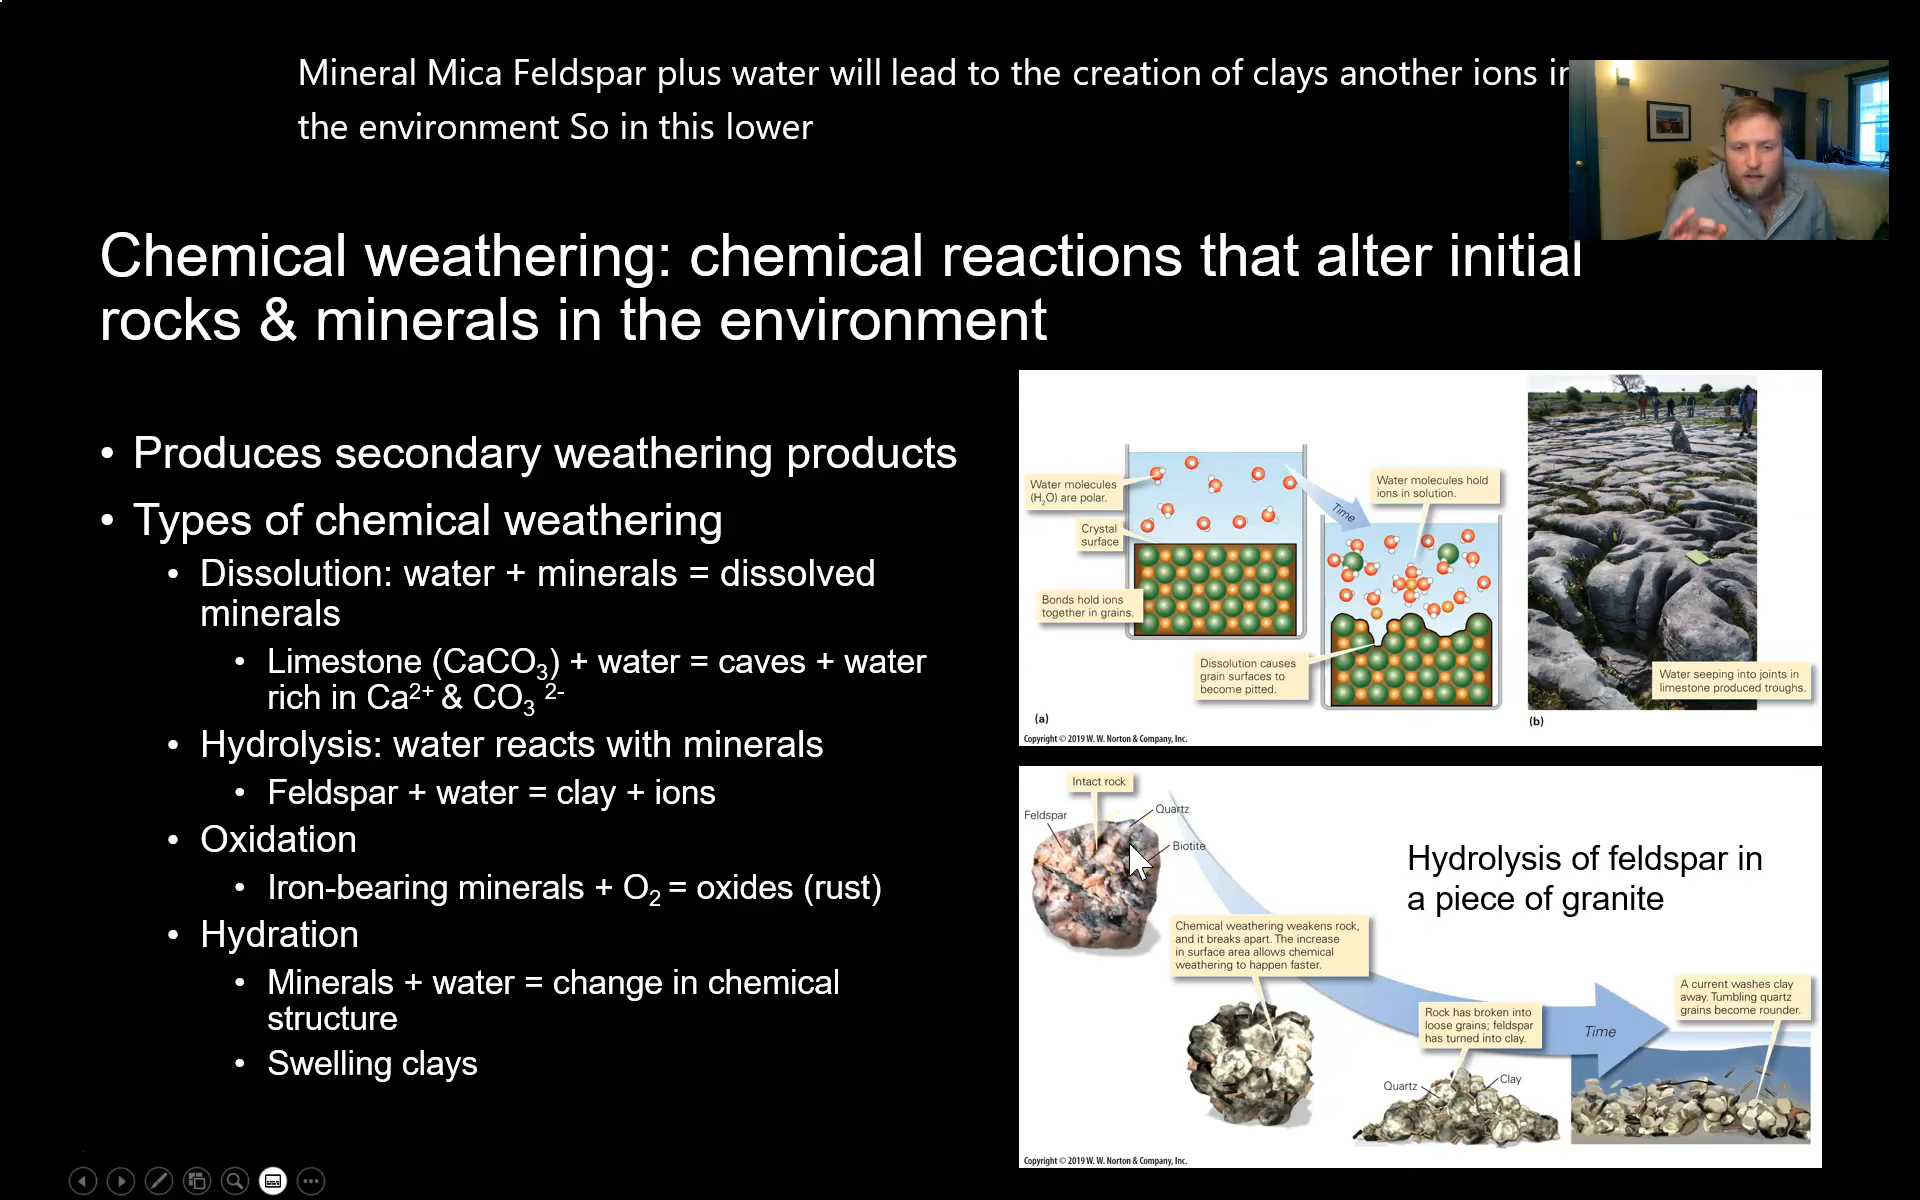 Mineral Mica Feldspar plus water will lead to the creation of clays another ions in
the environment So in this lower
Chemical weathering: chemical reactions that alter initial
rocks & minerals in the environment
• Produces secondary weathering products
• Types of chemical weathering
• Dissolution: water + minerals = dissolved
minerals
• Limestone (CaCO₃) + water = caves + water
rich in Ca²⁺ & CO₃ ²⁻
• Hydrolysis: water reacts with minerals
• Feldspar + water = clay + ions
• Oxidation
• Iron-bearing minerals + O₂ = oxides (rust)
• Hydration
• Minerals + water = change in chemical
structure
• Swelling clays
Water molecules
(H₂O) are polar.
Crystal
surface
Bonds hold ions
together in grains.
Time
Water molecules hold
ions in solution.
Dissolution causes
grain surfaces to
become pitted.
Water seeping into joints in
limestone produced troughs.
(a)
(b)
Copyright © 2019 W. W. Norton & Company, Inc.
Intact rock
Feldspar
Quartz
Biotite
Hydrolysis of feldspar in
a piece of granite
Chemical weathering weakens rock,
and it breaks apart. The increase
in surface area allows chemical
weathering to happen faster.
Rock has broken into
loose grains; feldspar
has turned into clay.
Time
A current washes clay
away. Tumbling quartz
grains become rounder.
Quartz
Clay
Copyright © 2019 W. W. Norton & Company, Inc.